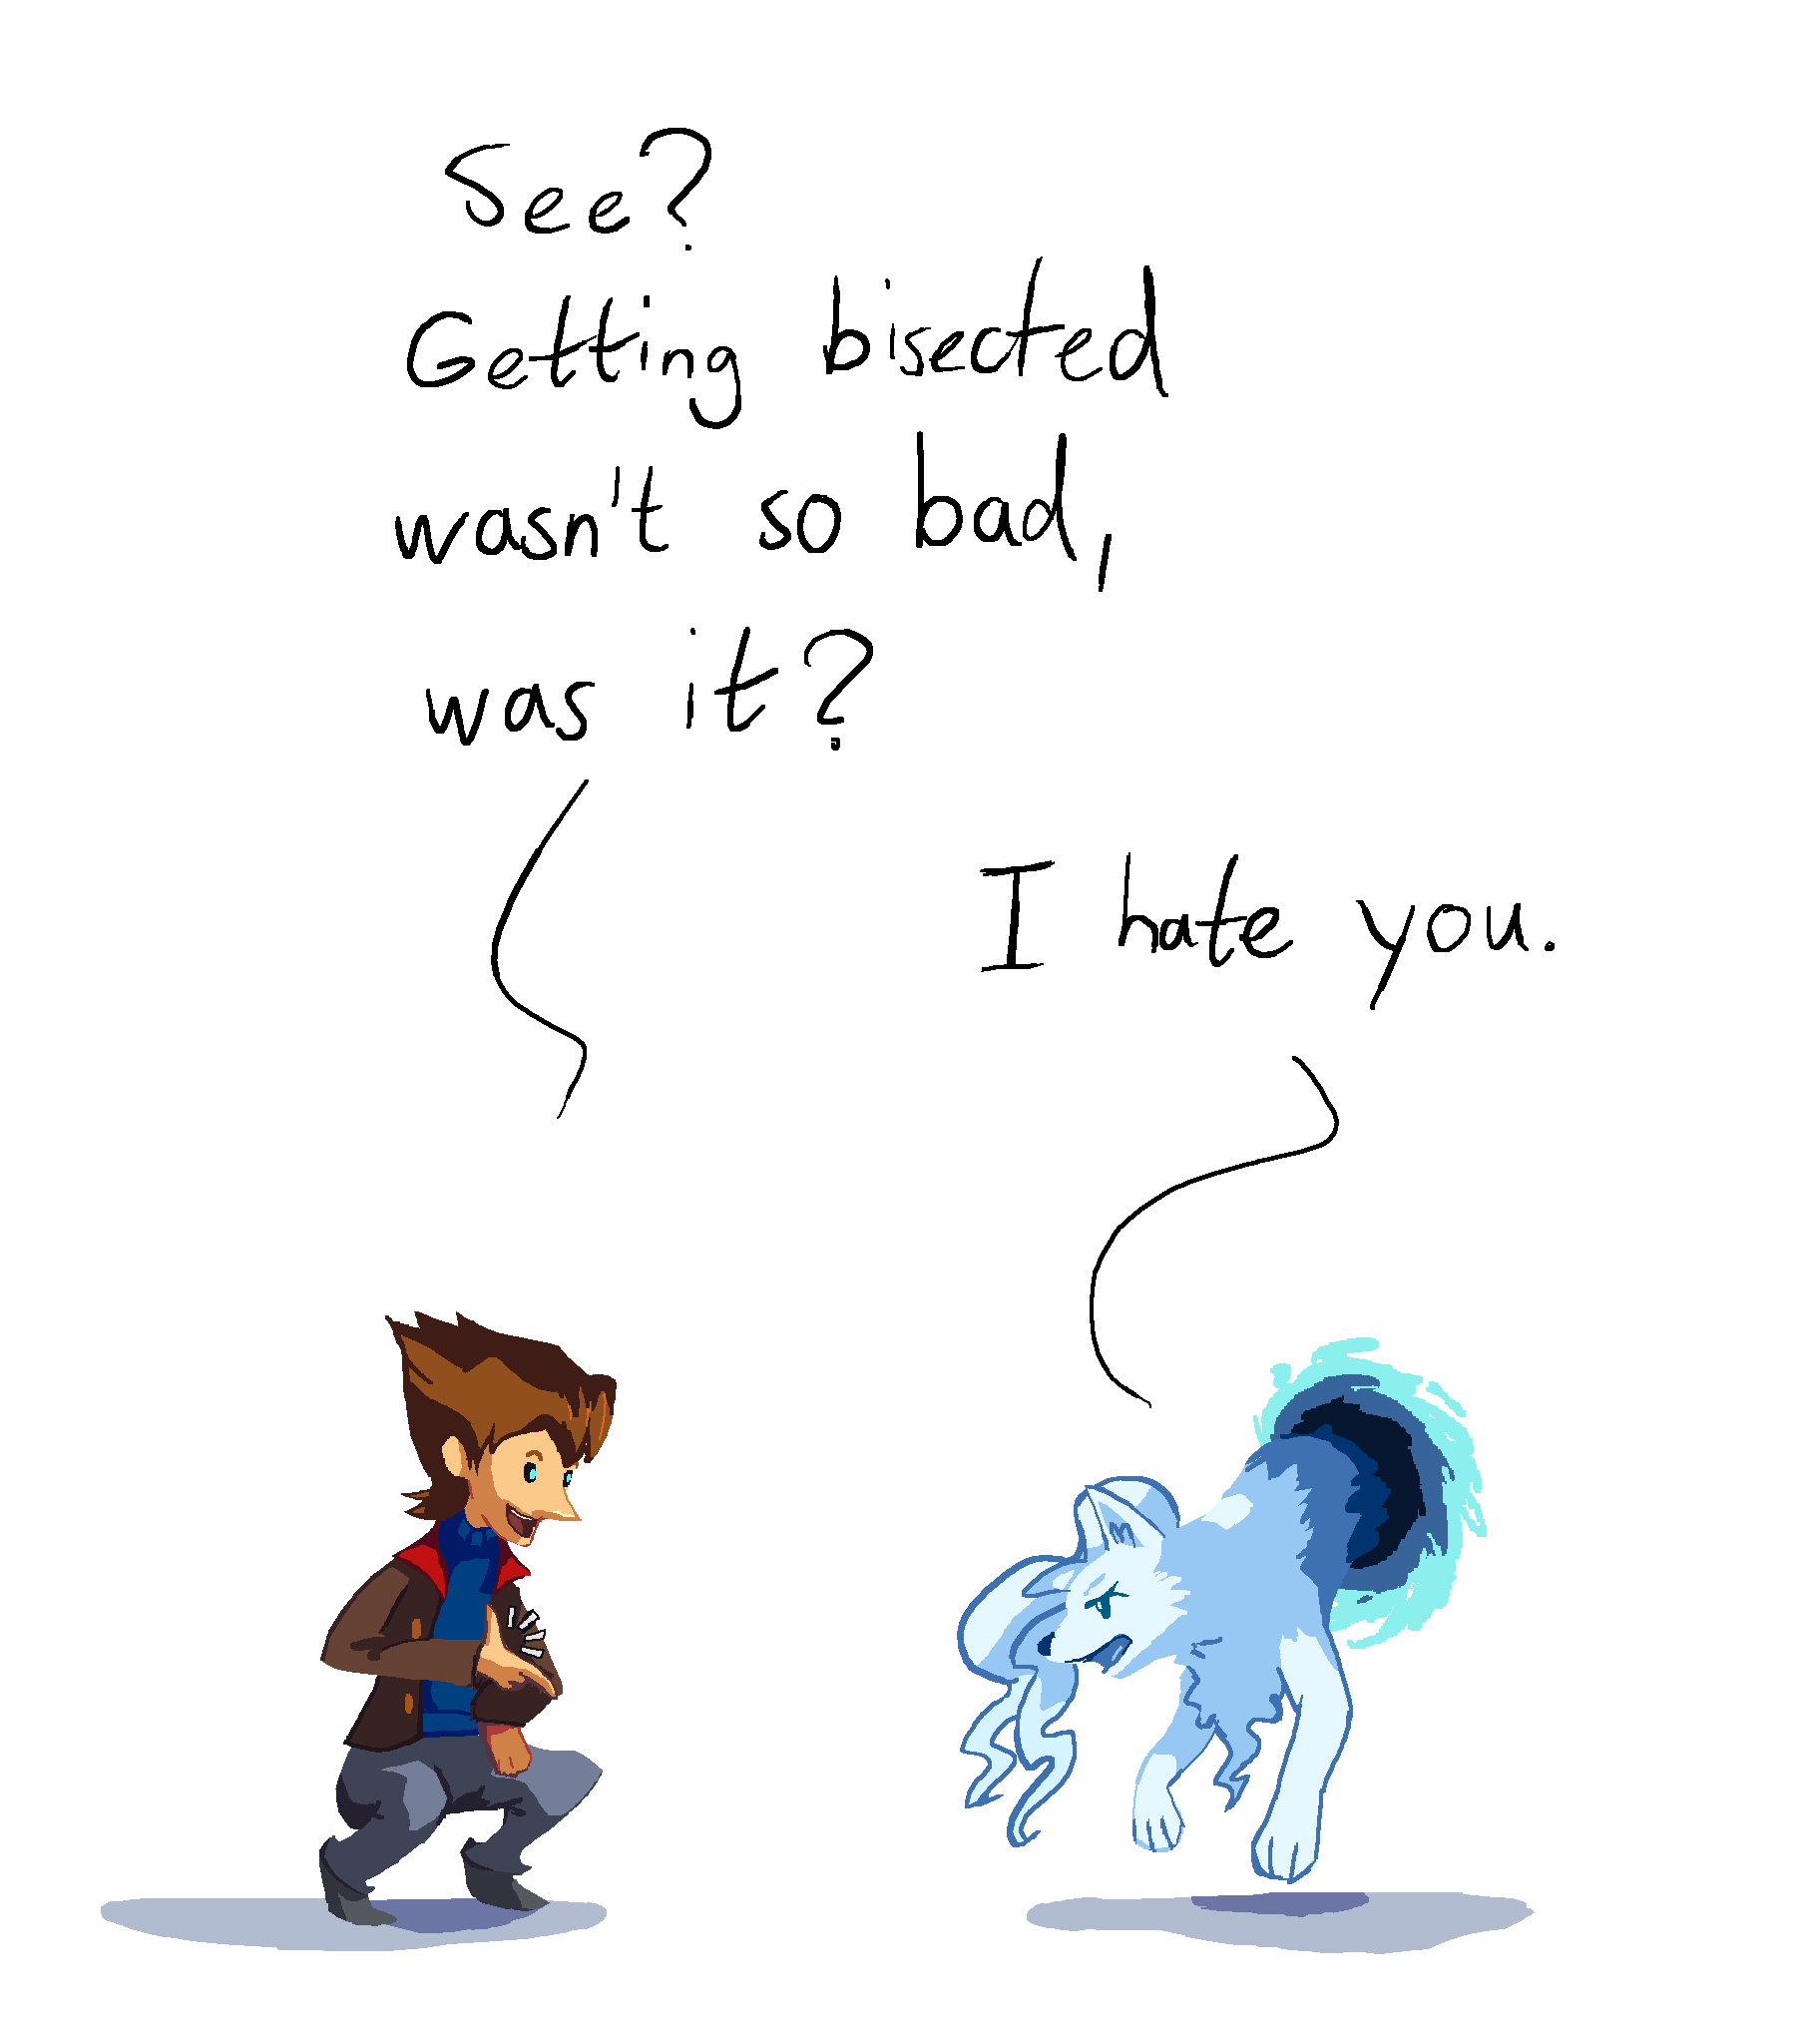 See?
Getting bisected
wasn't so bad,
was it?
I hate you.